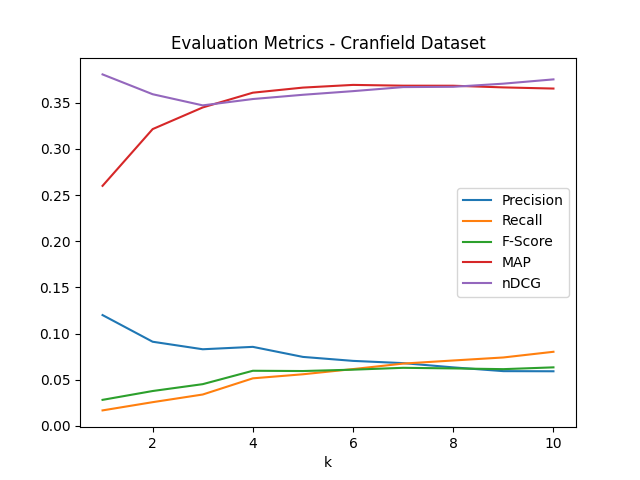 Evaluation Metrics - Cranfield Dataset
0.35
0.30
0.25
0.20
0.15
0.10
0.05
0.00
Precision
Recall
F-Score
MAP
nDCG
2
4
6
8
10
k